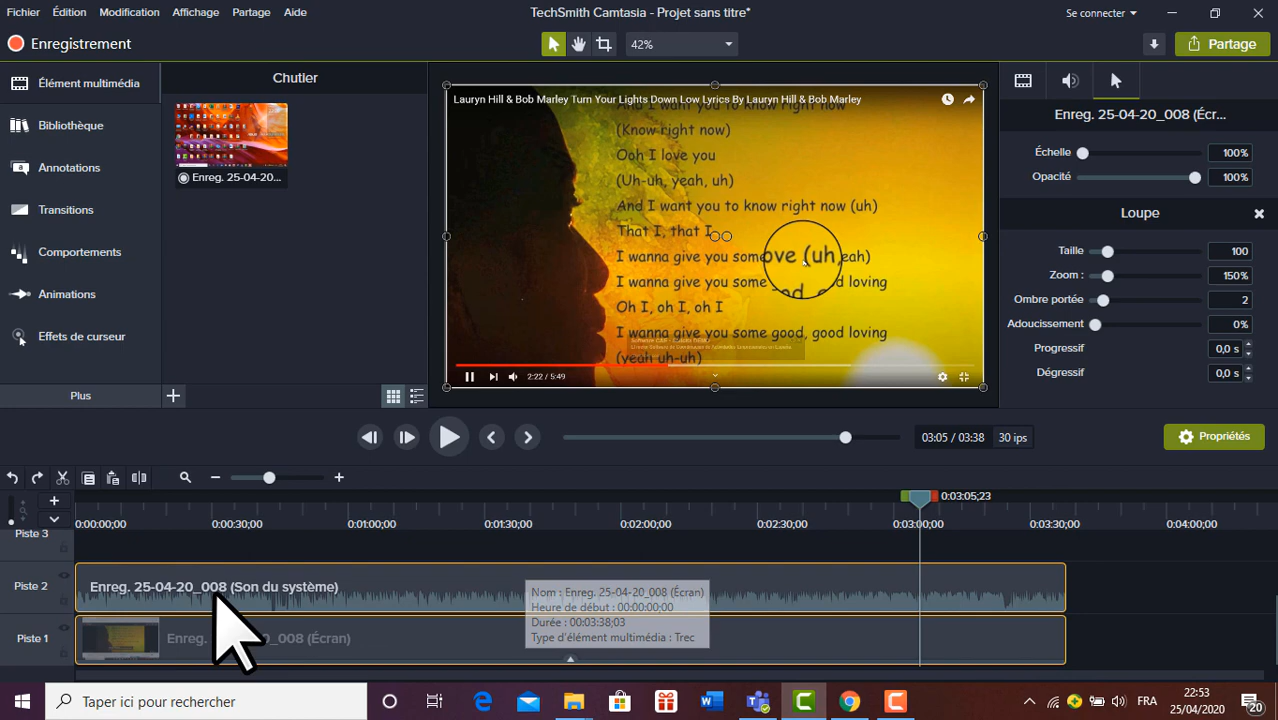 Fichier Édition Modification Affichage Partage Aide
TechSmith Camtasia - Projet sans titre*
Se connecter
Enregistrement
42%
Partage
Élément multimédia
Bibliothèque
Annotations
Transitions
Comportements
Animations
Effets de curseur
Plus
Chutier
Enreg. 25-04-20...
Lauryn Hill & Bob Marley Turn Your Lights Down Low Lyrics By Lauryn Hill & Bob Marley
And I want you to know right now
(Know right now)
Ooh I love you
(Uh-uh, yeah, uh)
And I want you to know right now (uh)
That I, that I
I wanna give you some ove (uh, eah)
I wanna give you some d loving
Oh I, oh I, oh I
I wanna give you some good, good loving
(yeah uh-uh)
2:22 / 5:49
Enreg. 25-04-20_008 (Écr...
Échelle 100%
Opacité 100%
Loupe
Taille 100
Zoom : 150%
Ombre portée 2
Adoucissement 0%
Progressif 0,0 s
Dégressif 0,0 s
03:05 / 03:38 30 ips
Propriétés
0:03:05;23
0:00:00;00 0:00:30;00 0:01:00;00 0:01:30;00 0:02:00;00 0:02:30;00 0:03:00;00 0:03:30;00 0:04:00;00
Piste 3
Piste 2
Enreg. 25-04-20_008 (Son du système)
Piste 1
Enreg. 0_008 (Écran)
Nom : Enreg. 25-04-20_008 (Écran)
Heure de début : 00:00:00;00
Durée : 00:03:38;03
Type d'élément multimédia : Trec
Taper ici pour rechercher
FRA
22:53
25/04/2020
20